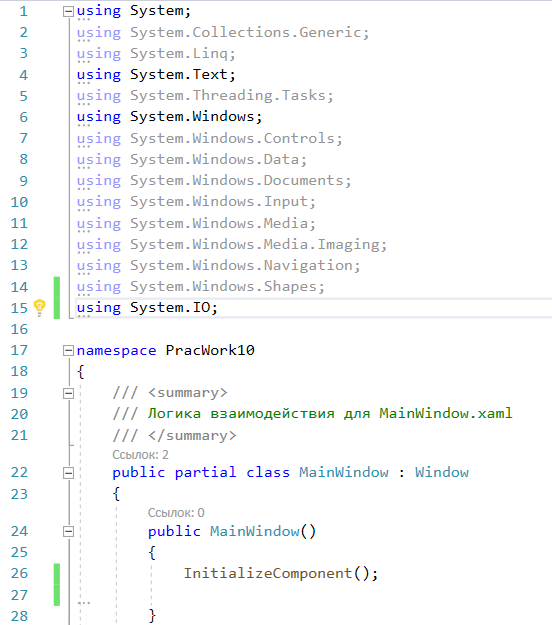 1 using System;
2 using System.Collections.Generic;
3 using System.Linq;
4 using System.Text;
5 using System.Threading.Tasks;
6 using System.Windows;
7 using System.Windows.Controls;
8 using System.Windows.Data;
9 using System.Windows.Documents;
10 using System.Windows.Input;
11 using System.Windows.Media;
12 using System.Windows.Media.Imaging;
13 using System.Windows.Navigation;
14 using System.Windows.Shapes;
15 using System.IO;
16
17 namespace PracWork10
18 {
19 /// <summary>
20 /// Логика взаимодействия для MainWindow.xaml
21 /// </summary>
Ссылок: 2
22 public partial class MainWindow : Window
23 {
Ссылок: 0
24 public MainWindow()
25 {
26 InitializeComponent();
27
28 }